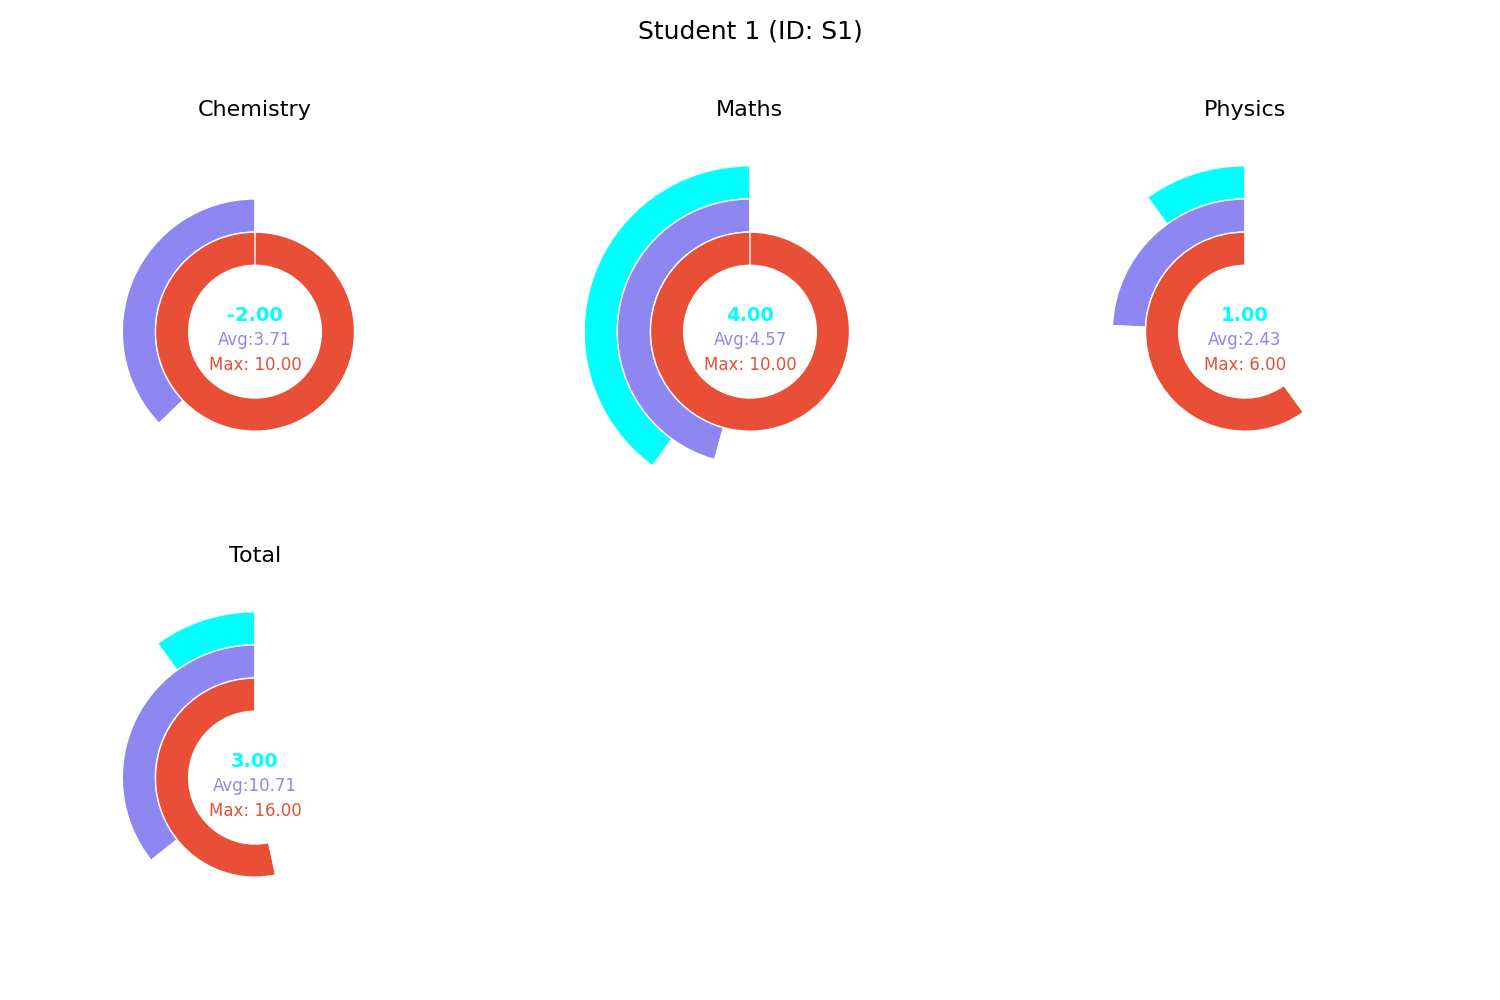 Student 1 (ID: S1)
Chemistry
-2.00
Avg:3.71
Max: 10.00
Maths
4.00
Avg:4.57
Max: 10.00
Physics
1.00
Avg:2.43
Max: 6.00
Total
3.00
Avg:10.71
Max: 16.00